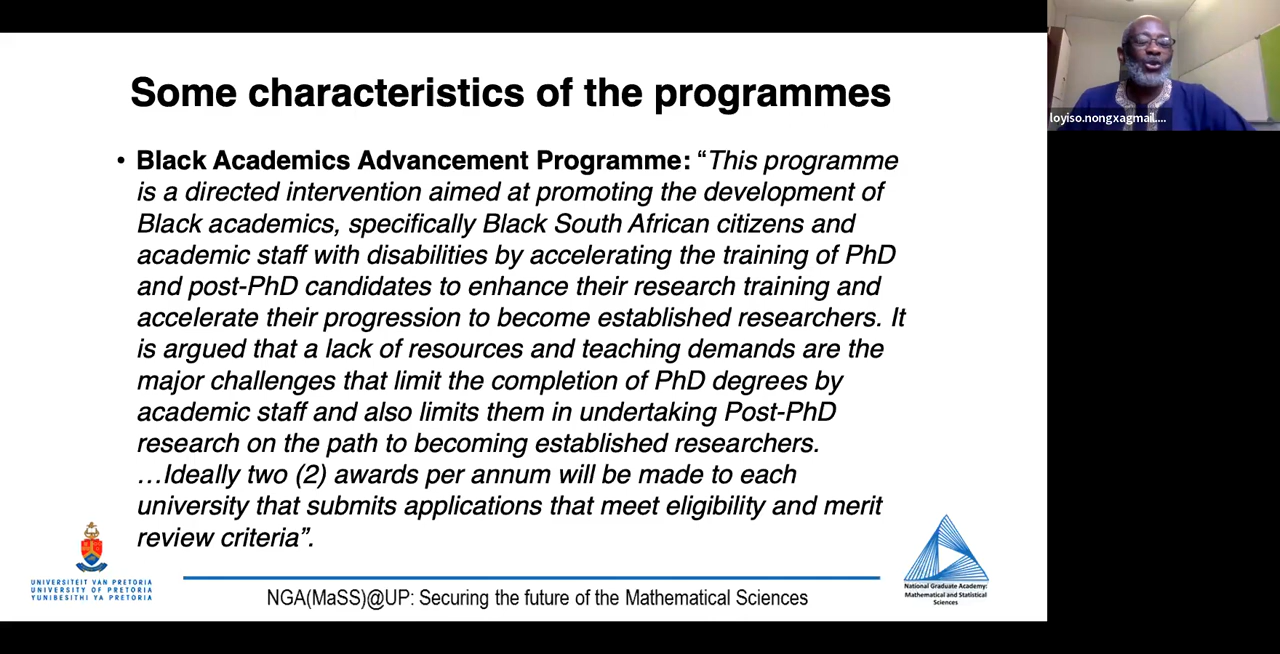 Some characteristics of the programmes
loyiso.nongxagmail....
• Black Academics Advancement Programme: “This programme
is a directed intervention aimed at promoting the development of
Black academics, specifically Black South African citizens and
academic staff with disabilities by accelerating the training of PhD
and post-PhD candidates to enhance their research training and
accelerate their progression to become established researchers. It
is argued that a lack of resources and teaching demands are the
major challenges that limit the completion of PhD degrees by
academic staff and also limits them in undertaking Post-PhD
research on the path to becoming established researchers.
…Ideally two (2) awards per annum will be made to each
university that submits applications that meet eligibility and merit
review criteria”.
UNIVERSITEIT VAN PRETORIA
UNIVERSITY OF PRETORIA
YUNIBESITHI YA PRETORIA
NGA(MaSS)@UP: Securing the future of the Mathematical Sciences
National Graduate Academy:
Mathematical and Statistical
Sciences